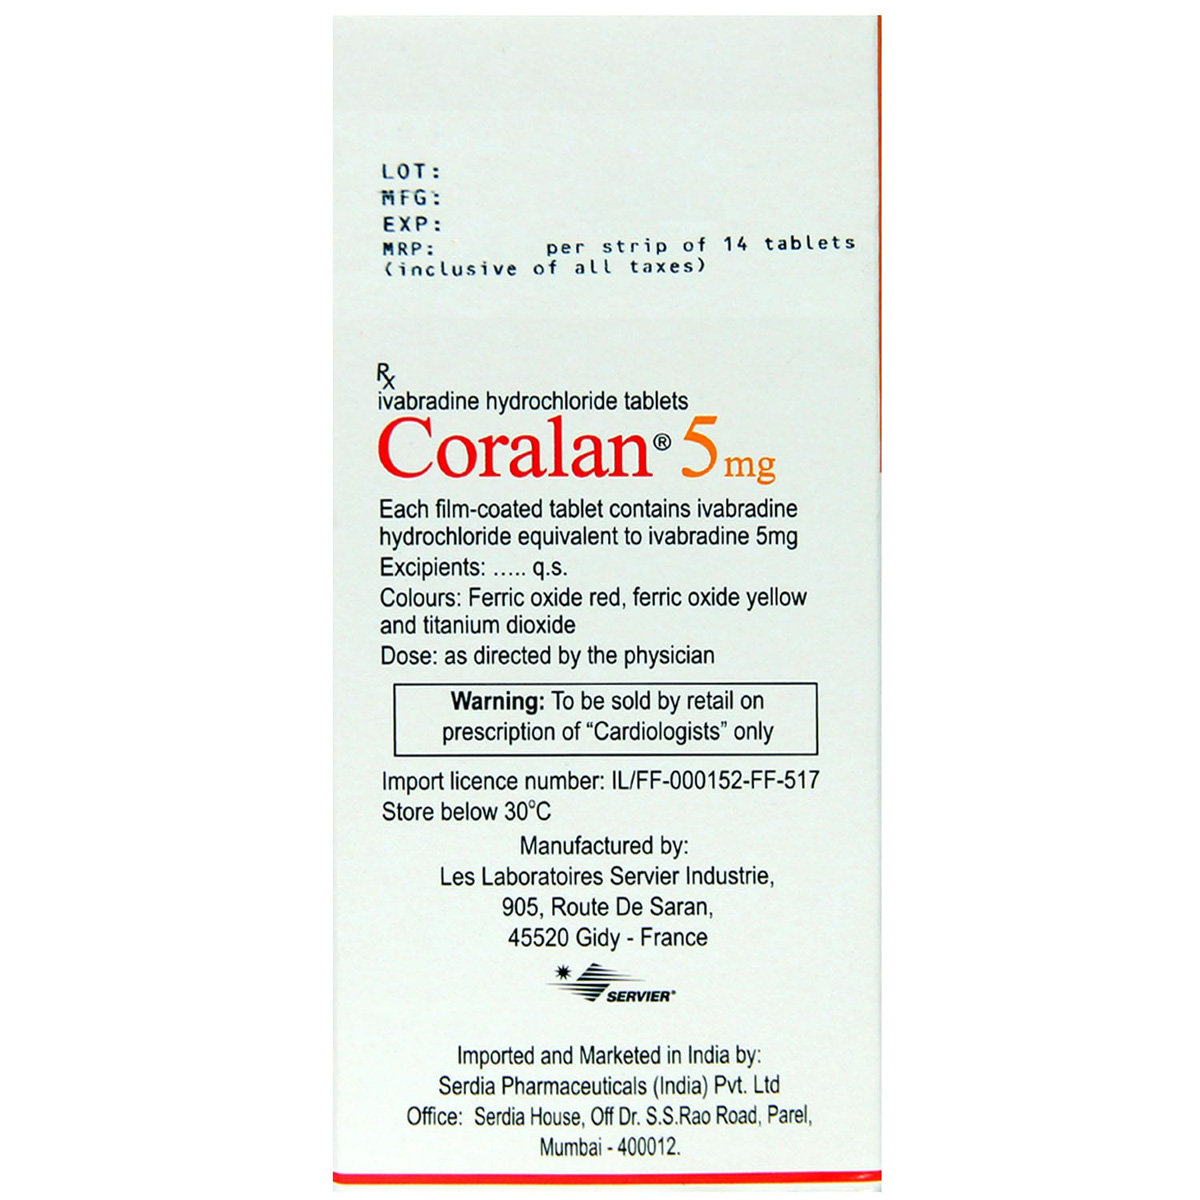 LOT:
MFG:
EXP:
MRP: per strip of 14 tablets
(inclusive of all taxes)
Rx
ivabradine hydrochloride tablets
Coralan® 5mg
Each film-coated tablet contains ivabradine
hydrochloride equivalent to ivabradine 5mg
Excipients: ..... q.s.
Colours: Ferric oxide red, ferric oxide yellow
and titanium dioxide
Dose: as directed by the physician
Warning: To be sold by retail on
prescription of “Cardiologists” only
Import licence number: IL/FF-000152-FF-517
Store below 30°C
Manufactured by:
Les Laboratoires Servier Industrie,
905, Route De Saran,
45520 Gidy - France
SERVIER®
Imported and Marketed in India by:
Serdia Pharmaceuticals (India) Pvt. Ltd
Office: Serdia House, Off Dr. S.S.Rao Road, Parel,
Mumbai - 400012.